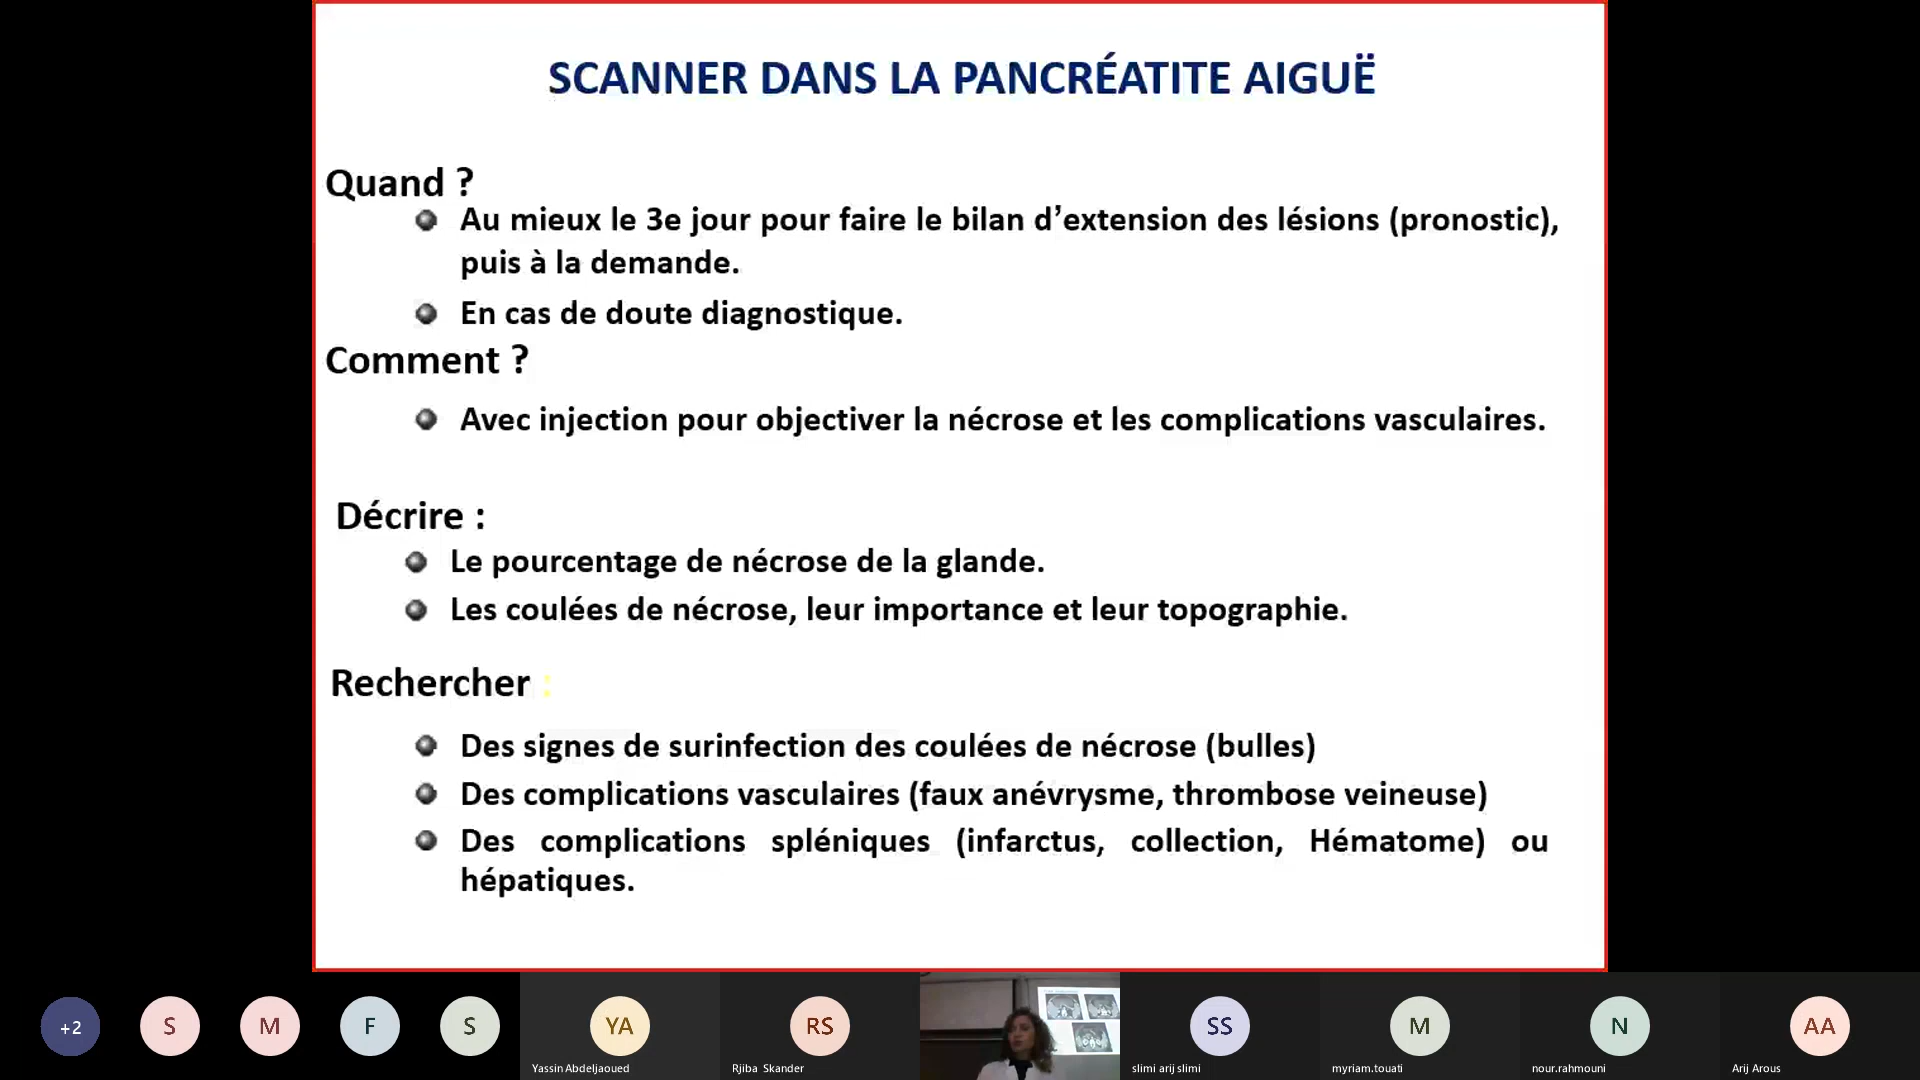 SCANNER DANS LA PANCRÉATITE AIGUË
Quand ?
Au mieux le 3e jour pour faire le bilan d’extension des lésions (pronostic),
puis à la demande.
En cas de doute diagnostique.
Comment ?
Avec injection pour objectiver la nécrose et les complications vasculaires.
Décrire :
Le pourcentage de nécrose de la glande.
Les coulées de nécrose, leur importance et leur topographie.
Rechercher :
Des signes de surinfection des coulées de nécrose (bulles)
Des complications vasculaires (faux anévrysme, thrombose veineuse)
Des complications spléniques (infarctus, collection, Hématome) ou
hépatiques.
+2 S M F S YA RS SS M N AA
Yassin Abdeljaoued Rjiba Skander slimi arij slimi myriam.touati nour.rahmouni Arij Arous